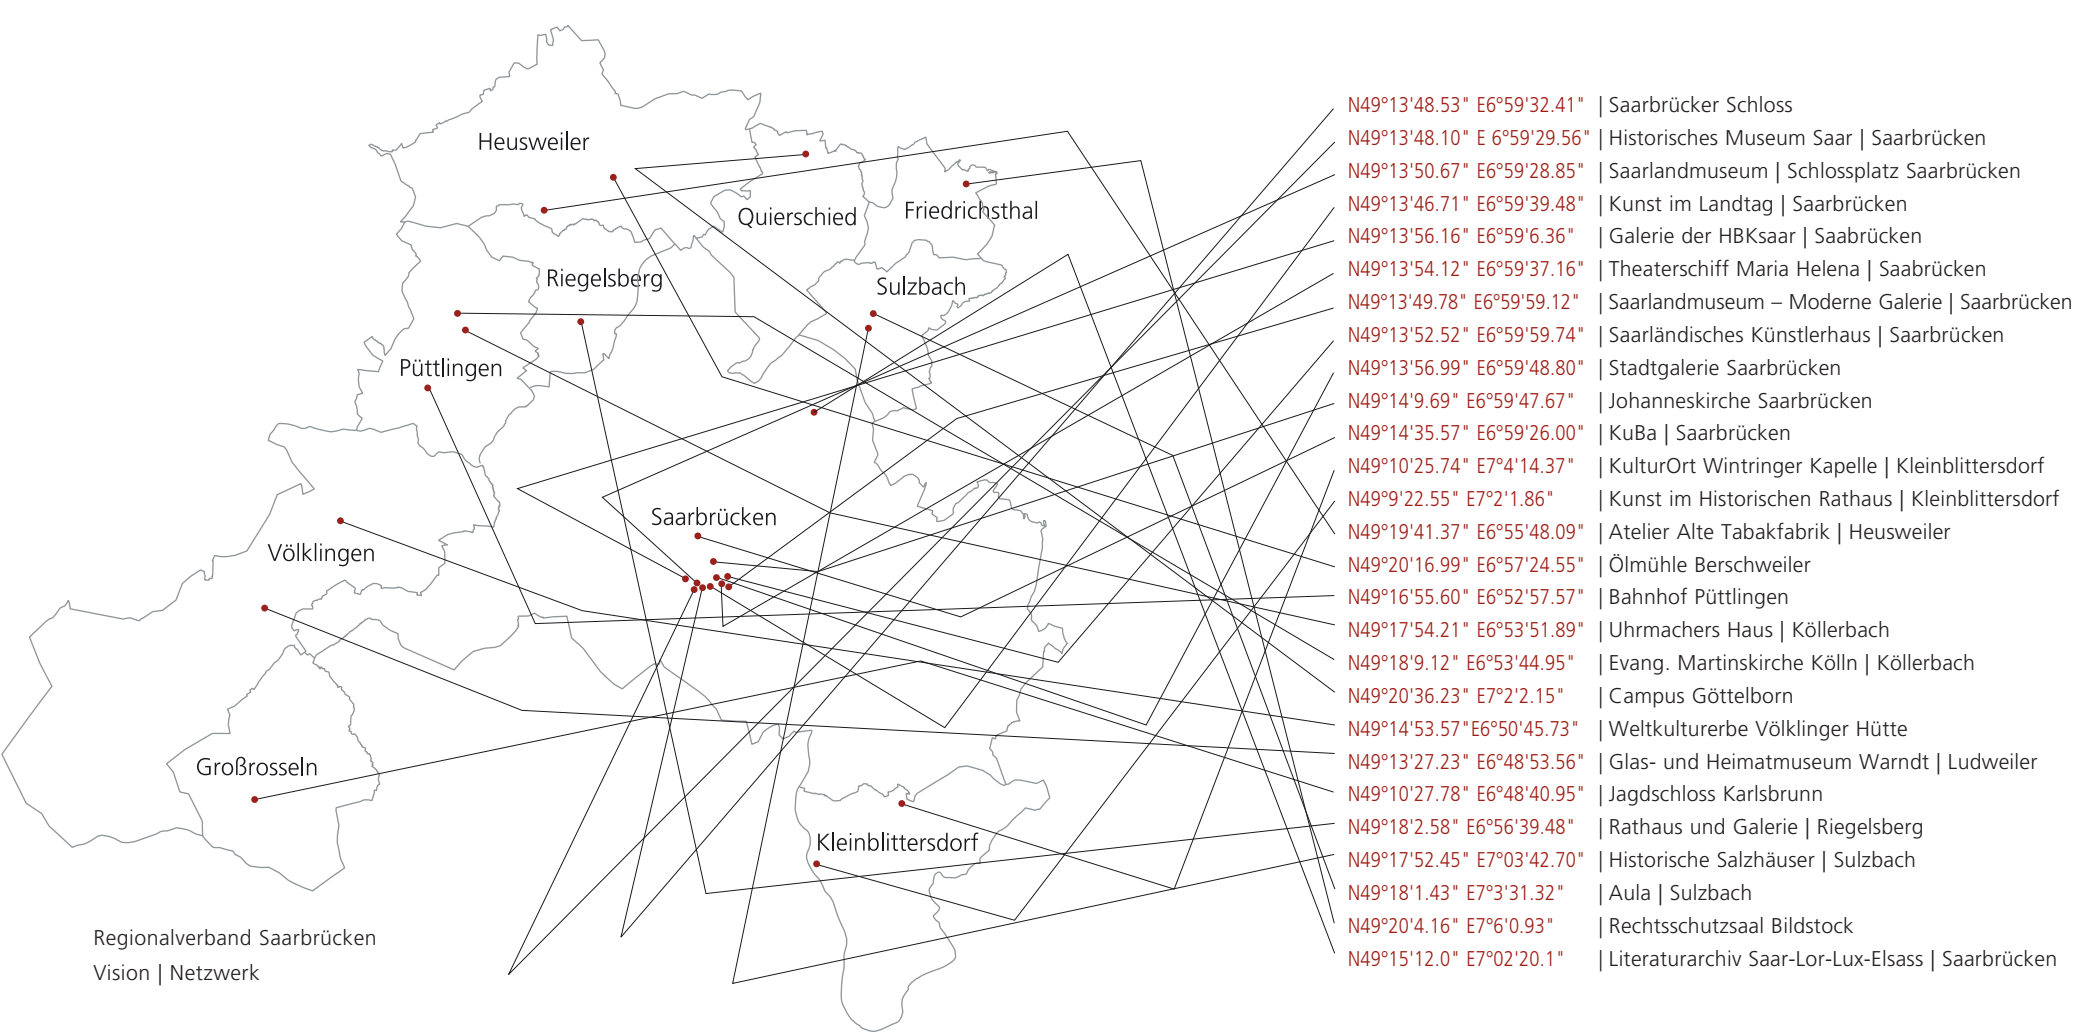 Heusweiler
Quierschied
Friedrichsthal
Riegelsberg
Sulzbach
Püttlingen
Saarbrücken
Völklingen
Großrosseln
Kleinblittersdorf
Regionalverband Saarbrücken
Vision | Netzwerk
N49°13'48.53" E6°59'32.41" | Saarbrücker Schloss
N49°13'48.10" E 6°59'29.56" | Historisches Museum Saar | Saarbrücken
N49°13'50.67" E6°59'28.85" | Saarlandmuseum | Schlossplatz Saarbrücken
N49°13'46.71" E6°59'39.48" | Kunst im Landtag | Saarbrücken
N49°13'56.16" E6°59'6.36" | Galerie der HBKsaar | Saabrücken
N49°13'54.12" E6°59'37.16" | Theaterschiff Maria Helena | Saabrücken
N49°13'49.78" E6°59'59.12" | Saarlandmuseum – Moderne Galerie | Saarbrücken
N49°13'52.52" E6°59'59.74" | Saarländisches Künstlerhaus | Saarbrücken
N49°13'56.99" E6°59'48.80" | Stadtgalerie Saarbrücken
N49°14'9.69" E6°59'47.67" | Johanneskirche Saarbrücken
N49°14'35.57" E6°59'26.00" | KuBa | Saarbrücken
N49°10'25.74" E7°4'14.37" | KulturOrt Wintringer Kapelle | Kleinblittersdorf
N49°9'22.55" E7°2'1.86" | Kunst im Historischen Rathaus | Kleinblittersdorf
N49°19'41.37" E6°55'48.09" | Atelier Alte Tabakfabrik | Heusweiler
N49°20'16.99" E6°57'24.55" | Ölmühle Berschweiler
N49°16'55.60" E6°52'57.57" | Bahnhof Püttlingen
N49°17'54.21" E6°53'51.89" | Uhrmachers Haus | Köllerbach
N49°18'9.12" E6°53'44.95" | Evang. Martinskirche Kölln | Köllerbach
N49°20'36.23" E7°2'2.15" | Campus Göttelborn
N49°14'53.57"E6°50'45.73" | Weltkulturerbe Völklinger Hütte
N49°13'27.23" E6°48'53.56" | Glas- und Heimatmuseum Warndt | Ludweiler
N49°10'27.78" E6°48'40.95" | Jagdschloss Karlsbrunn
N49°18'2.58" E6°56'39.48" | Rathaus und Galerie | Riegelsberg
N49°17'52.45" E7°03'42.70" | Historische Salzhäuser | Sulzbach
N49°18'1.43" E7°3'31.32" | Aula | Sulzbach
N49°20'4.16" E7°6'0.93" | Rechtsschutzsaal Bildstock
N49°15'12.0" E7°02'20.1" | Literaturarchiv Saar-Lor-Lux-Elsass | Saarbrücken